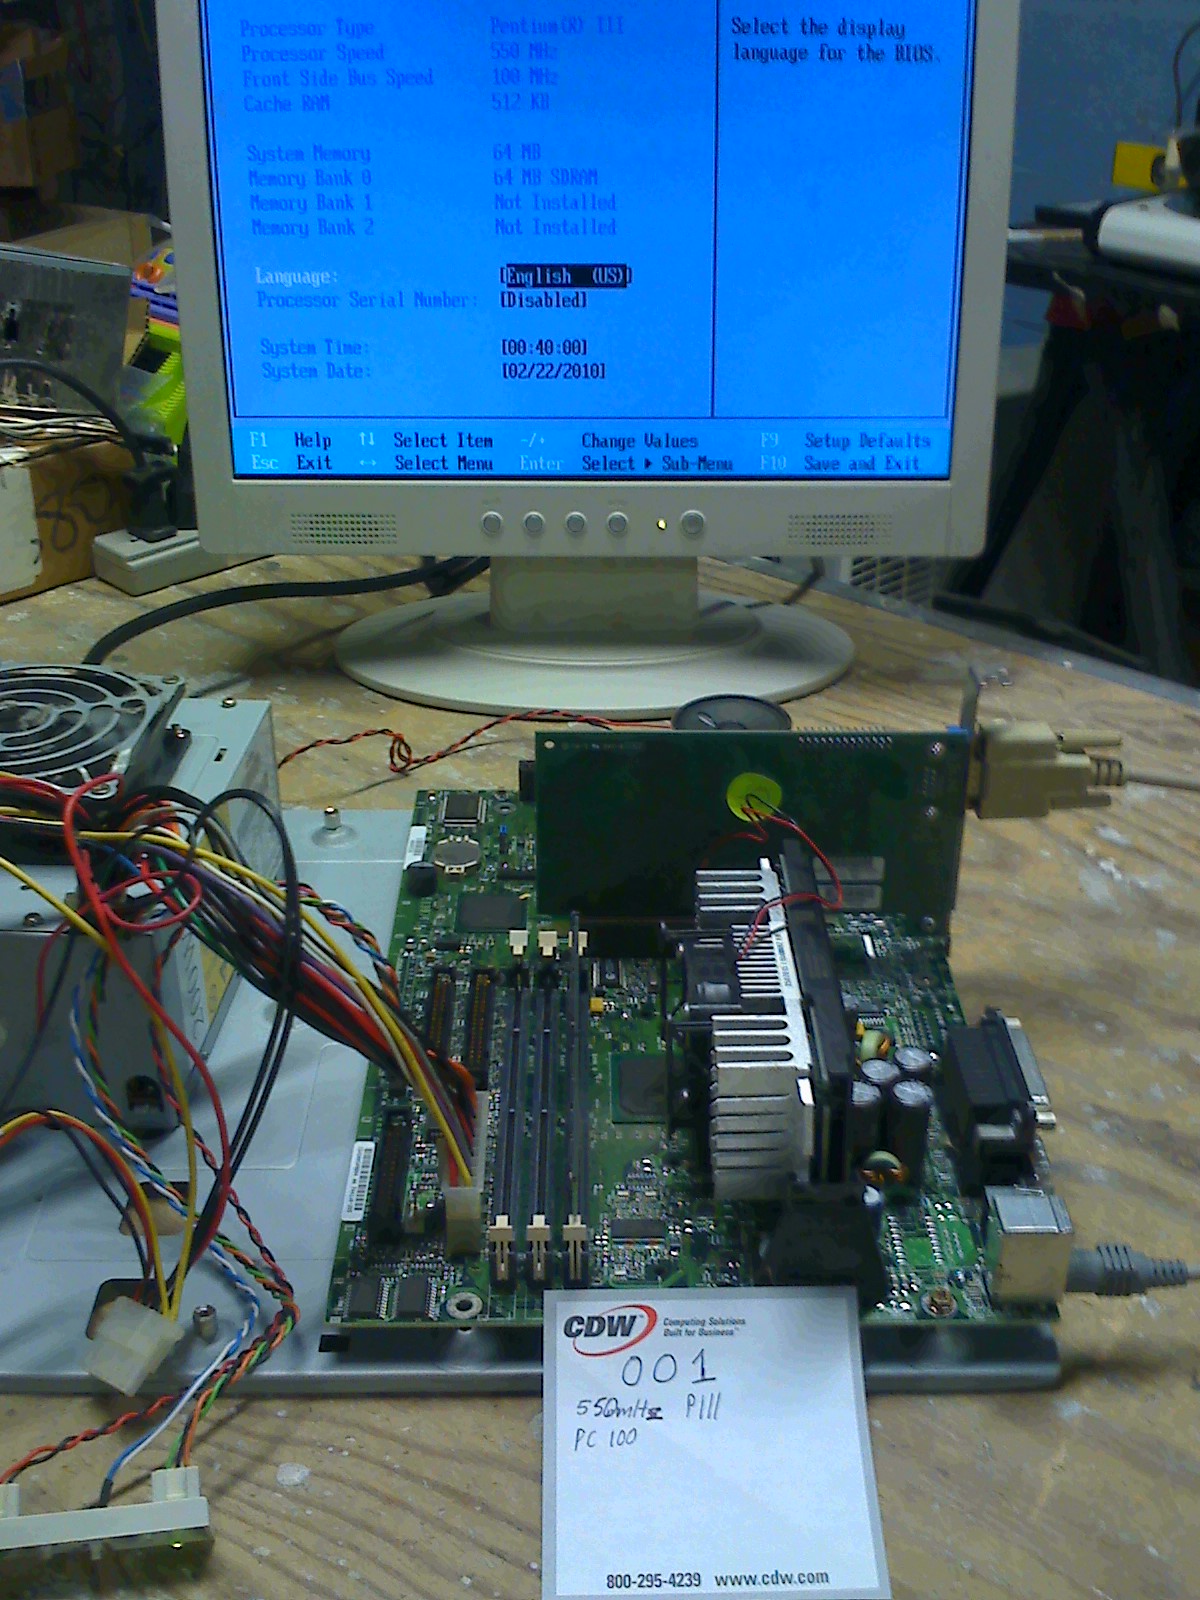 Processor Type Pentium(R) III
Processor Speed 550 MHz
Front Side Bus Speed 100 MHz
Cache RAM 512 KB
System Memory 64 MB
Memory Bank 0 64 MB SDRAM
Memory Bank 1 Not Installed
Memory Bank 2 Not Installed
Language: [English (US)]
Processor Serial Number: [Disabled]
System Time: [00:40:00]
System Date: [02/22/2010]
Select the display
language for the BIOS.
F1 Help ↑↓ Select Item -/+ Change Values F9 Setup Defaults
Esc Exit ←→ Select Menu Enter Select ▶ Sub-Menu F10 Save and Exit
CDW™ Computing Solutions
Built for Business™
001
550mHz PIII
PC 100
800-295-4239 www.cdw.com